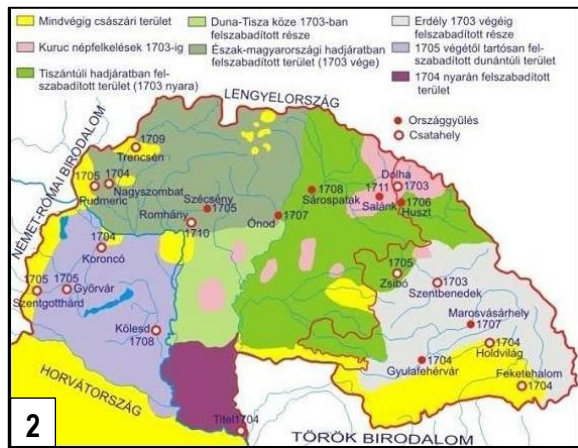 Mindvégig császári terület
Kuruc népfelkelések 1703-ig
Tiszántúli hadjáratban fel-
szabadított terület (1703 nyara)
Duna-Tisza köze 1703-ban
felszabadított része
Észak-magyarországi hadjáratban
felszabadított terület (1703 vége)
Erdély 1703 végéig
felszabadított része
1705 végétől tartósan fel-
szabadított dunántúli terület
1704 nyarán felszabadított
terület
LENGYELORSZÁG
Országgyűlés
Csatahely
NÉMET-RÓMAI BIRODALOM
1709
Trencsén
1705
Pudmeric
1704
Nagyszombat
Szécsény
1705
Romhány
1710
Ónod
1707
1708
Sárospatak
Dolha
1703
1711
Salánk
1706
Huszt
1704
Koroncó
1705
Szentgotthárd
1705
Győrvár
Kölesd
1708
1705
Zsibó
1703
Szentbenedek
Marosvásárhely
1707
1704
Holdvilág
1704
Gyulafehérvár
Feketehalom
1704
HORVÁTORSZÁG
Titel 1704
TÖRÖK BIRODALOM
2